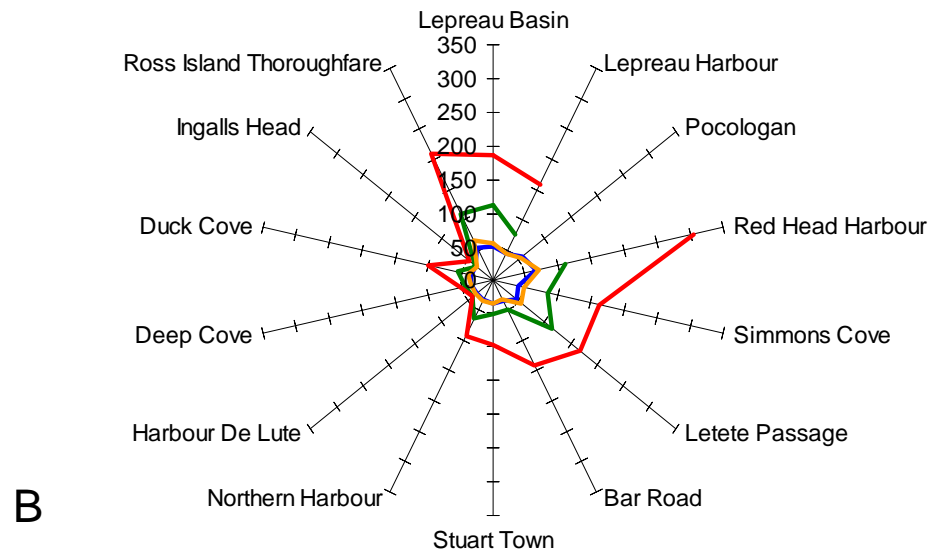 Lepreau Basin
350
300
250
200
150
100
50
0
Lepreau Harbour
Pocologan
Red Head Harbour
Simmons Cove
Letete Passage
Bar Road
Stuart Town
Northern Harbour
Harbour De Lute
Deep Cove
Duck Cove
Ingalls Head
Ross Island Thoroughfare
B